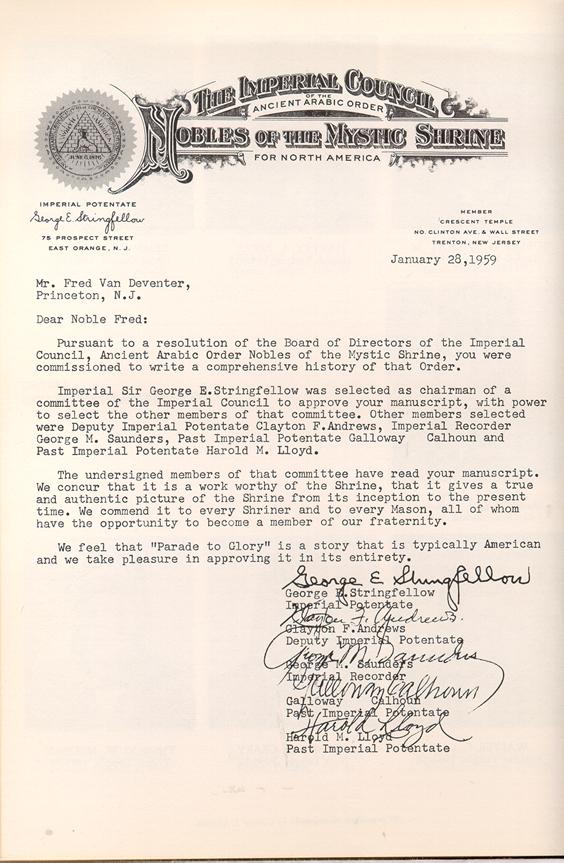 THE IMPERIAL COUNCIL
OF THE
ANCIENT ARABIC ORDER
NOBLES OF THE MYSTIC SHRINE
FOR NORTH AMERICA
JUNE 6, 1876
IMPERIAL POTENTATE
George E. Stringfellow
75 PROSPECT STREET
EAST ORANGE, N. J.
MEMBER
CRESCENT TEMPLE
NO. CLINTON AVE. & WALL STREET
TRENTON, NEW JERSEY
January 28,1959
Mr. Fred Van Deventer,
Princeton, N.J.
Dear Noble Fred:
Pursuant to a resolution of the Board of Directors of the Imperial
Council, Ancient Arabic Order Nobles of the Mystic Shrine, you were
commissioned to write a comprehensive history of that Order.
Imperial Sir George E.Stringfellow was selected as chairman of a
committee of the Imperial Council to approve your manuscript, with power
to select the other members of that committee. Other members selected
were Deputy Imperial Potentate Clayton F.Andrews, Imperial Recorder
George M. Saunders, Past Imperial Potentate Galloway Calhoun and
Past Imperial Potentate Harold M. Lloyd.
The undersigned members of that committee have read your manuscript.
We concur that it is a work worthy of the Shrine, that it gives a true
and authentic picture of the Shrine from its inception to the present
time. We commend it to every Shriner and to every Mason, all of whom
have the opportunity to become a member of our fraternity.
We feel that "Parade to Glory" is a story that is typically American
and we take pleasure in approving it in its entirety.
George E Stringfellow
George E.Stringfellow
Imperial Potentate
Clayton F. Andrews.
Clayton F.Andrews
Deputy Imperial Potentate
George M Saunders
George M. Saunders
Imperial Recorder
Galloway Calhoun
Galloway Calhoun
Past Imperial Potentate
Harold Lloyd
Harold M. Lloyd
Past Imperial Potentate